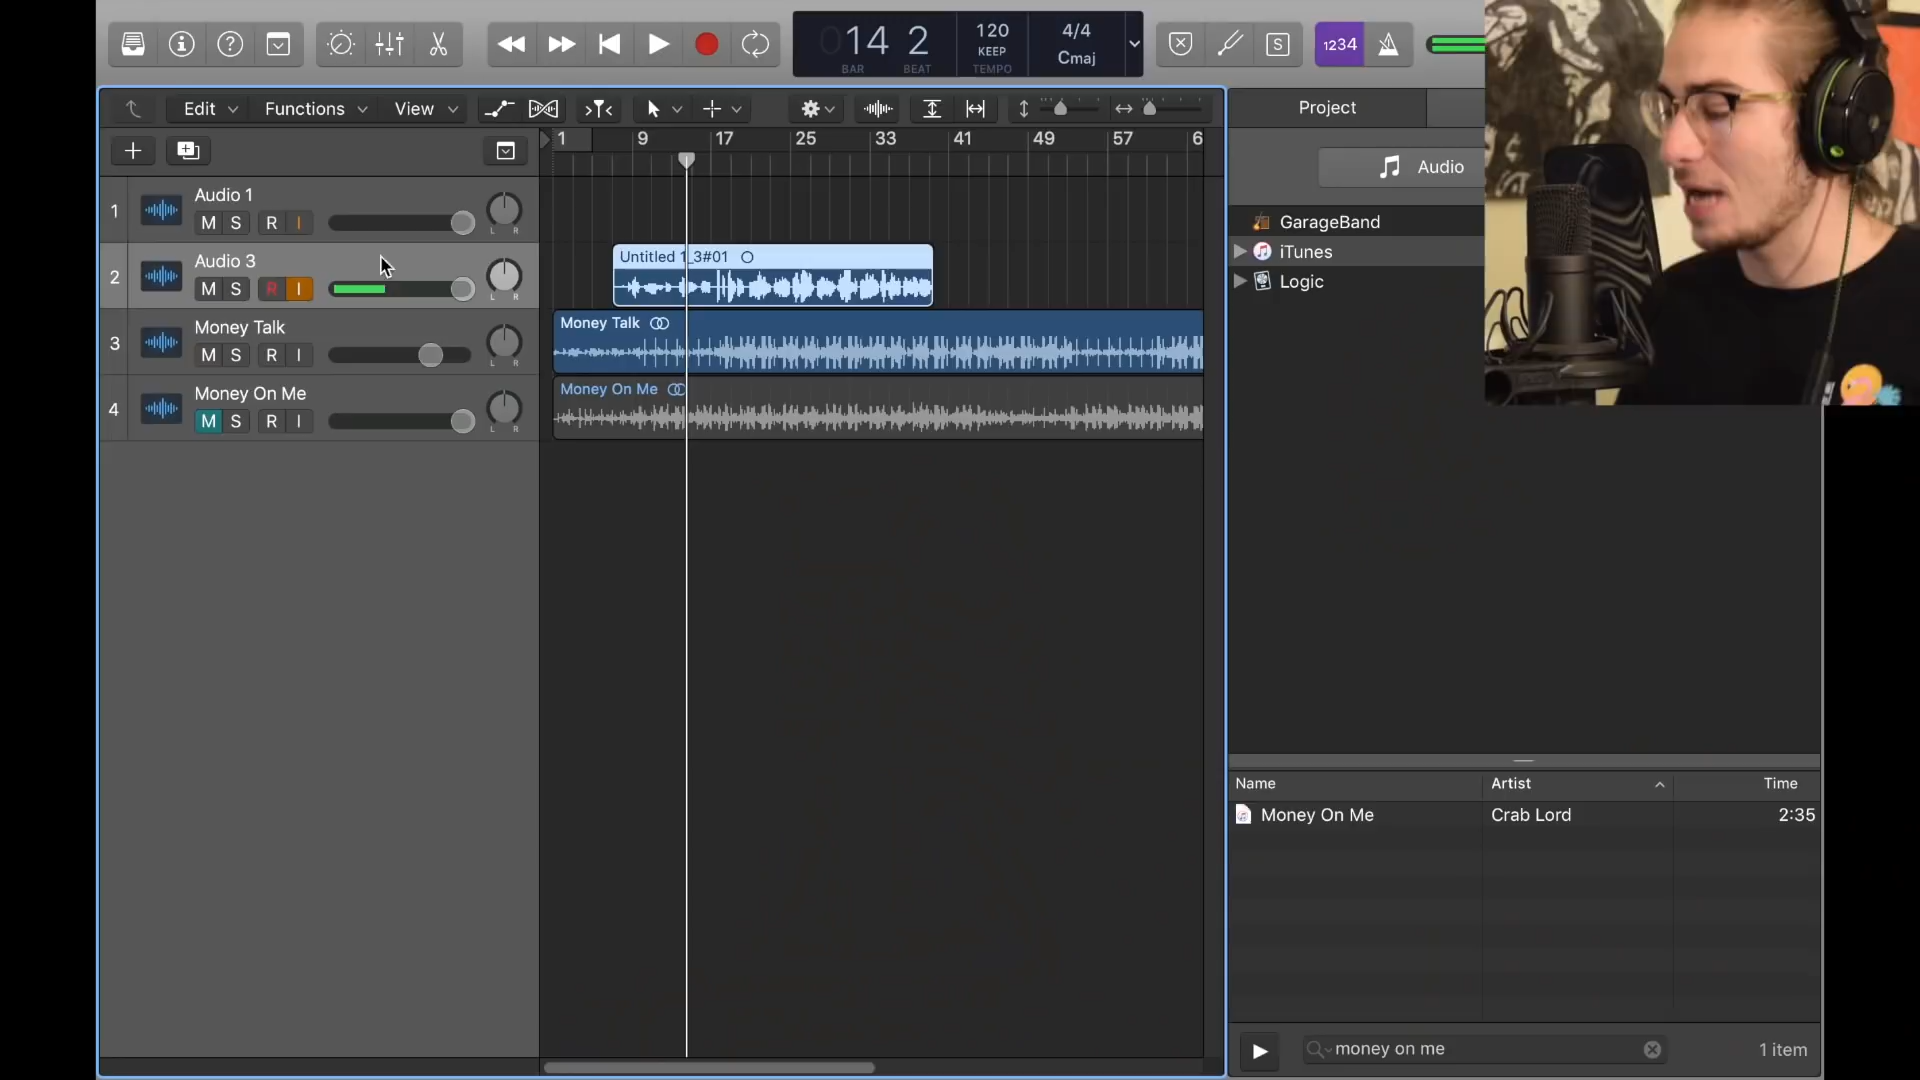 14 2
BAR BEAT
120
KEEP
TEMPO
4/4
Cmaj
S
1234
Edit
Functions
View
Project
1 9 17 25 33 41 49 57 6
Audio
1
Audio 1
M S R I
L R
2
Audio 3
M S R I
L R
3
Money Talk
M S R I
L R
4
Money On Me
M S R I
L R
Untitled 1_3#01
Money Talk
Money On Me
GarageBand
iTunes
Logic
Name Artist Time
Money On Me Crab Lord 2:35
money on me
1 item